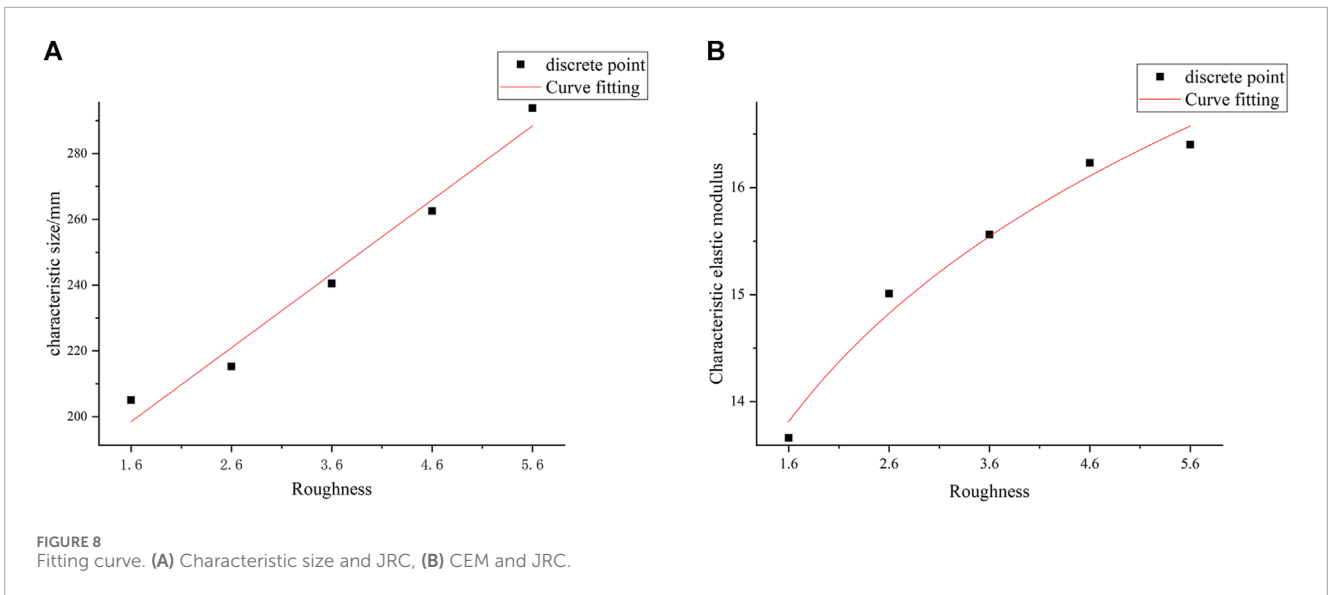 A
discrete point
Curve fitting
characteristic size/mm
280
260
240
220
200
1.6 2.6 3.6 4.6 5.6
Roughness
B
discrete point
Curve fitting
Characteristic elastic modulus
16
15
14
1.6 2.6 3.6 4.6 5.6
Roughness
FIGURE 8
Fitting curve. (A) Characteristic size and JRC, (B) CEM and JRC.